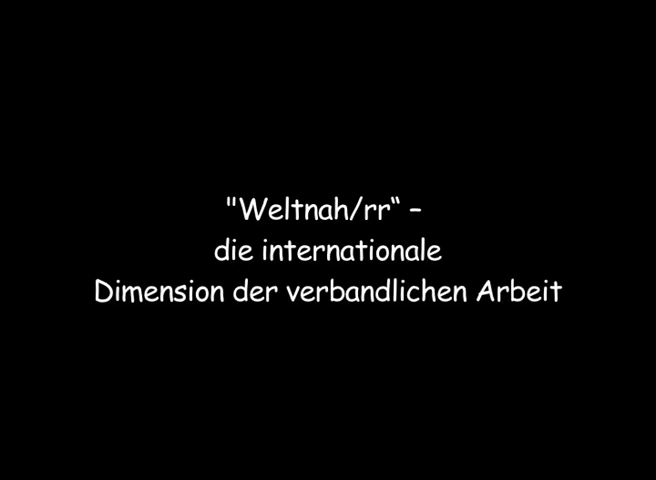 "Weltnah/rr“ –
die internationale
Dimension der verbandlichen Arbeit